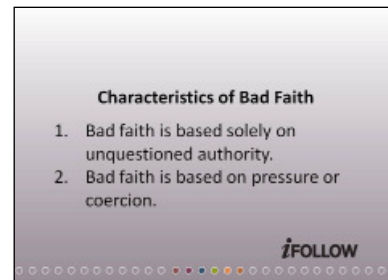 Characteristics of Bad Faith
1. Bad faith is based solely on
unquestioned authority.
2. Bad faith is based on pressure or
coercion.
iFOLLOW